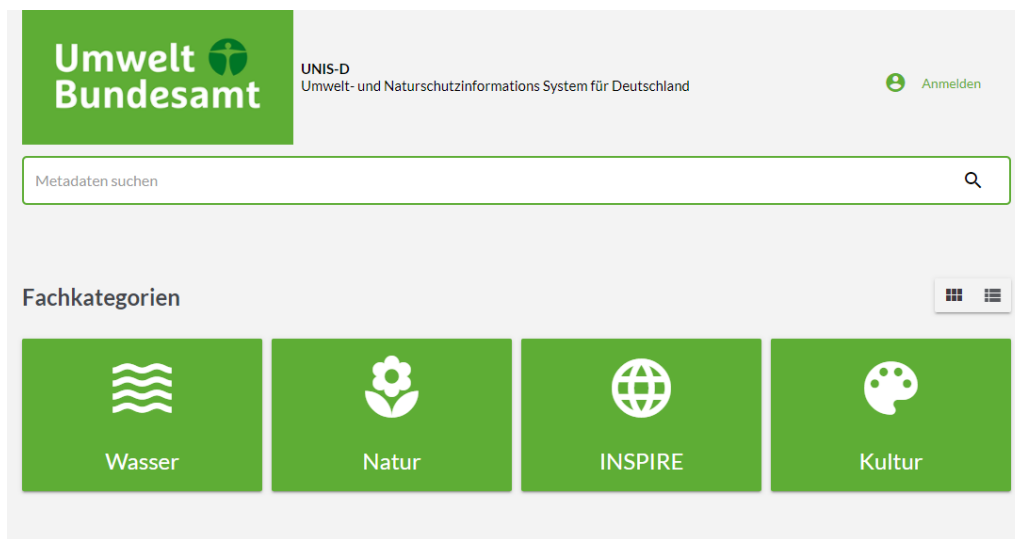 Umwelt
Bundesamt
UNIS-D
Umwelt- und Naturschutzinformations System für Deutschland
Anmelden
Metadaten suchen
Fachkategorien
Wasser
Natur
INSPIRE
Kultur